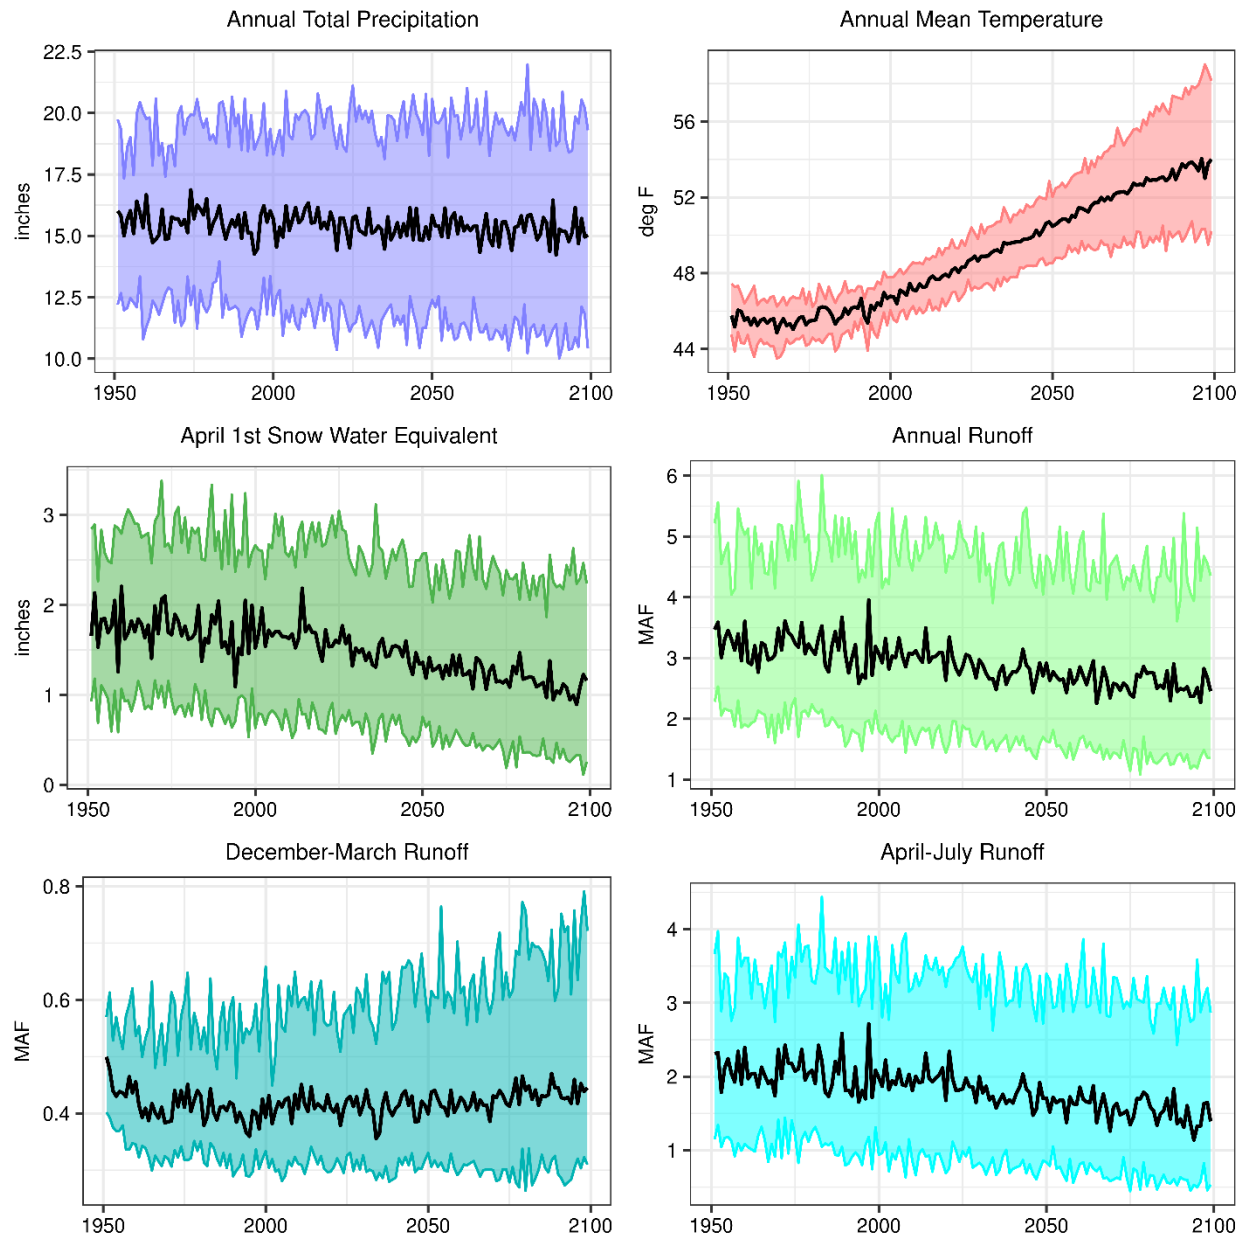 Annual Total Precipitation
inches
22.5
20.0
17.5
15.0
12.5
10.0
1950 2000 2050 2100
Annual Mean Temperature
deg F
56
52
48
44
1950 2000 2050 2100
April 1st Snow Water Equivalent
inches
3
2
1
0
1950 2000 2050 2100
Annual Runoff
MAF
6
5
4
3
2
1
1950 2000 2050 2100
December-March Runoff
MAF
0.8
0.6
0.4
1950 2000 2050 2100
April-July Runoff
MAF
4
3
2
1
1950 2000 2050 2100